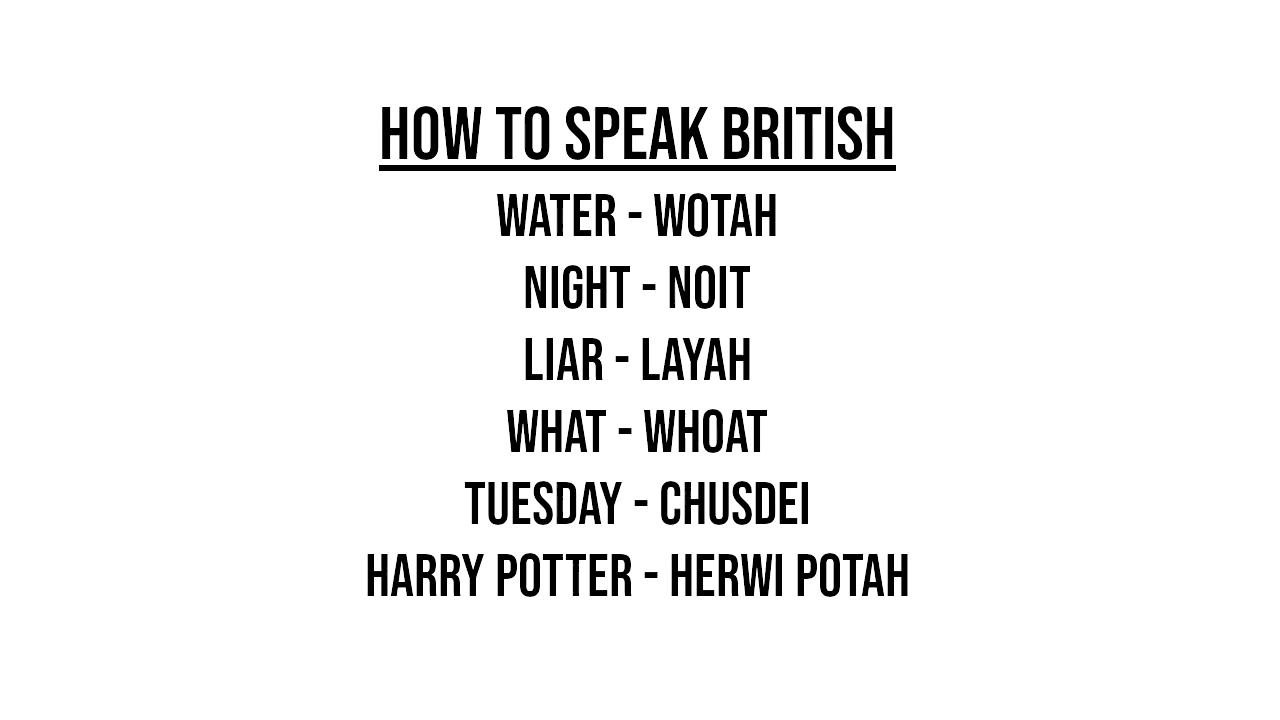 HOW TO SPEAK BRITISH
WATER - WOTAH
NIGHT - NOIT
LIAR - LAYAH
WHAT - WHOAT
TUESDAY - CHUSDEI
HARRY POTTER - HERWI POTAH